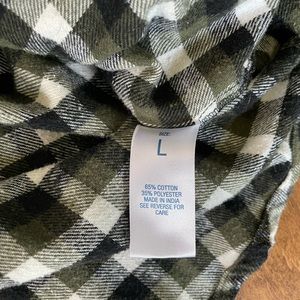 SIZE:
L
65% COTTON
35% POLYESTER
MADE IN INDIA
SEE REVERSE FOR
CARE